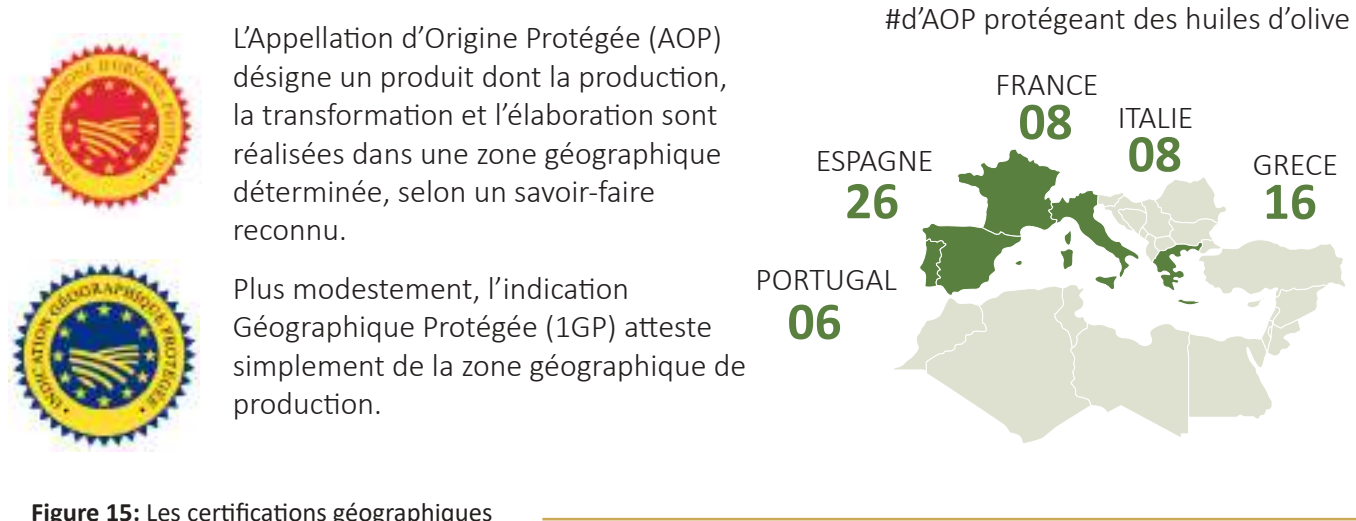 #d'AOP protégeant des huiles d'olive
L'Appellation d'Origine Protégée (AOP)
désigne un produit dont la production,
la transformation et l'élaboration sont
réalisées dans une zone géographique
déterminée, selon un savoir-faire
reconnu.
INDICATION GÉOGRAPHIQUE PROTÉGÉE
Plus modestement, l'indication
Géographique Protégée (1GP) atteste
simplement de la zone géographique de
production.
FRANCE
08
ITALIE
08
ESPAGNE
26
GRECE
16
PORTUGAL
06
Figure 15: Les certifications géographiques